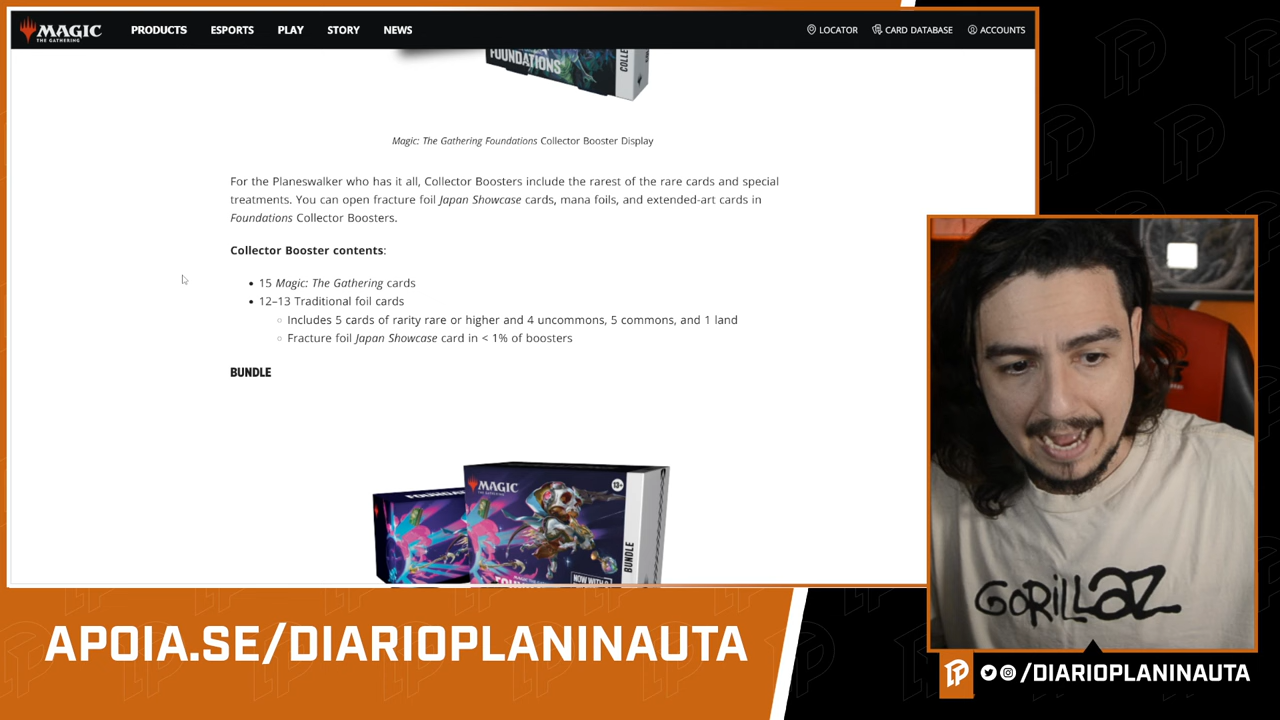 MAGIC
THE GATHERING
PRODUCTS ESPORTS PLAY STORY NEWS
LOCATOR CARD DATABASE ACCOUNTS
FOUNDATIONS
Magic: The Gathering Foundations Collector Booster Display
For the Planeswalker who has it all, Collector Boosters include the rarest of the rare cards and special
treatments. You can open fracture foil Japan Showcase cards, mana foils, and extended-art cards in
Foundations Collector Boosters.
Collector Booster contents:
15 Magic: The Gathering cards
12–13 Traditional foil cards
Includes 5 cards of rarity rare or higher and 4 uncommons, 5 commons, and 1 land
Fracture foil Japan Showcase card in < 1% of boosters
BUNDLE
MAGIC
THE GATHERING
13+
BUNDLE
GORILLAZ
APOIA.SE/DIARIOPLANINAUTA
/DIARIOPLANINAUTA